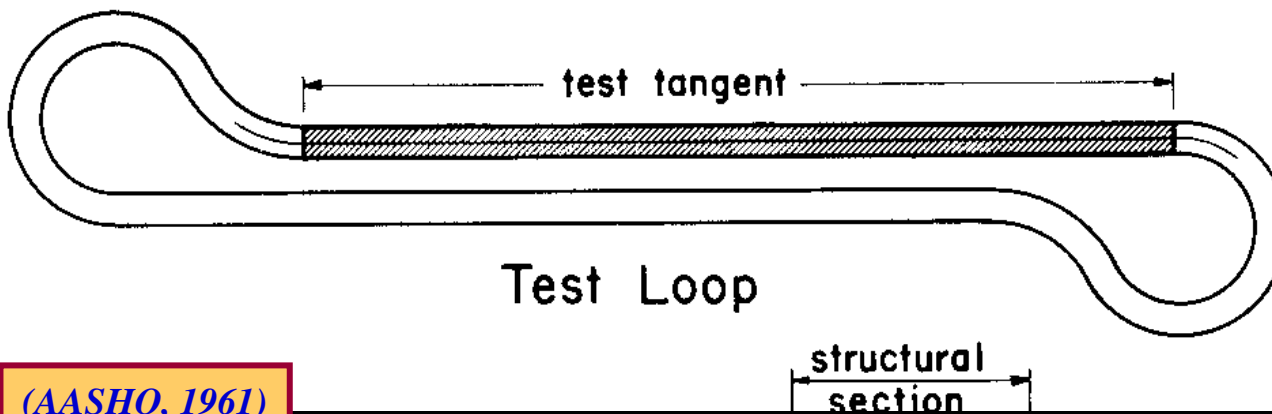 test tangent
Test Loop
structural
section
(AASHO, 1961)